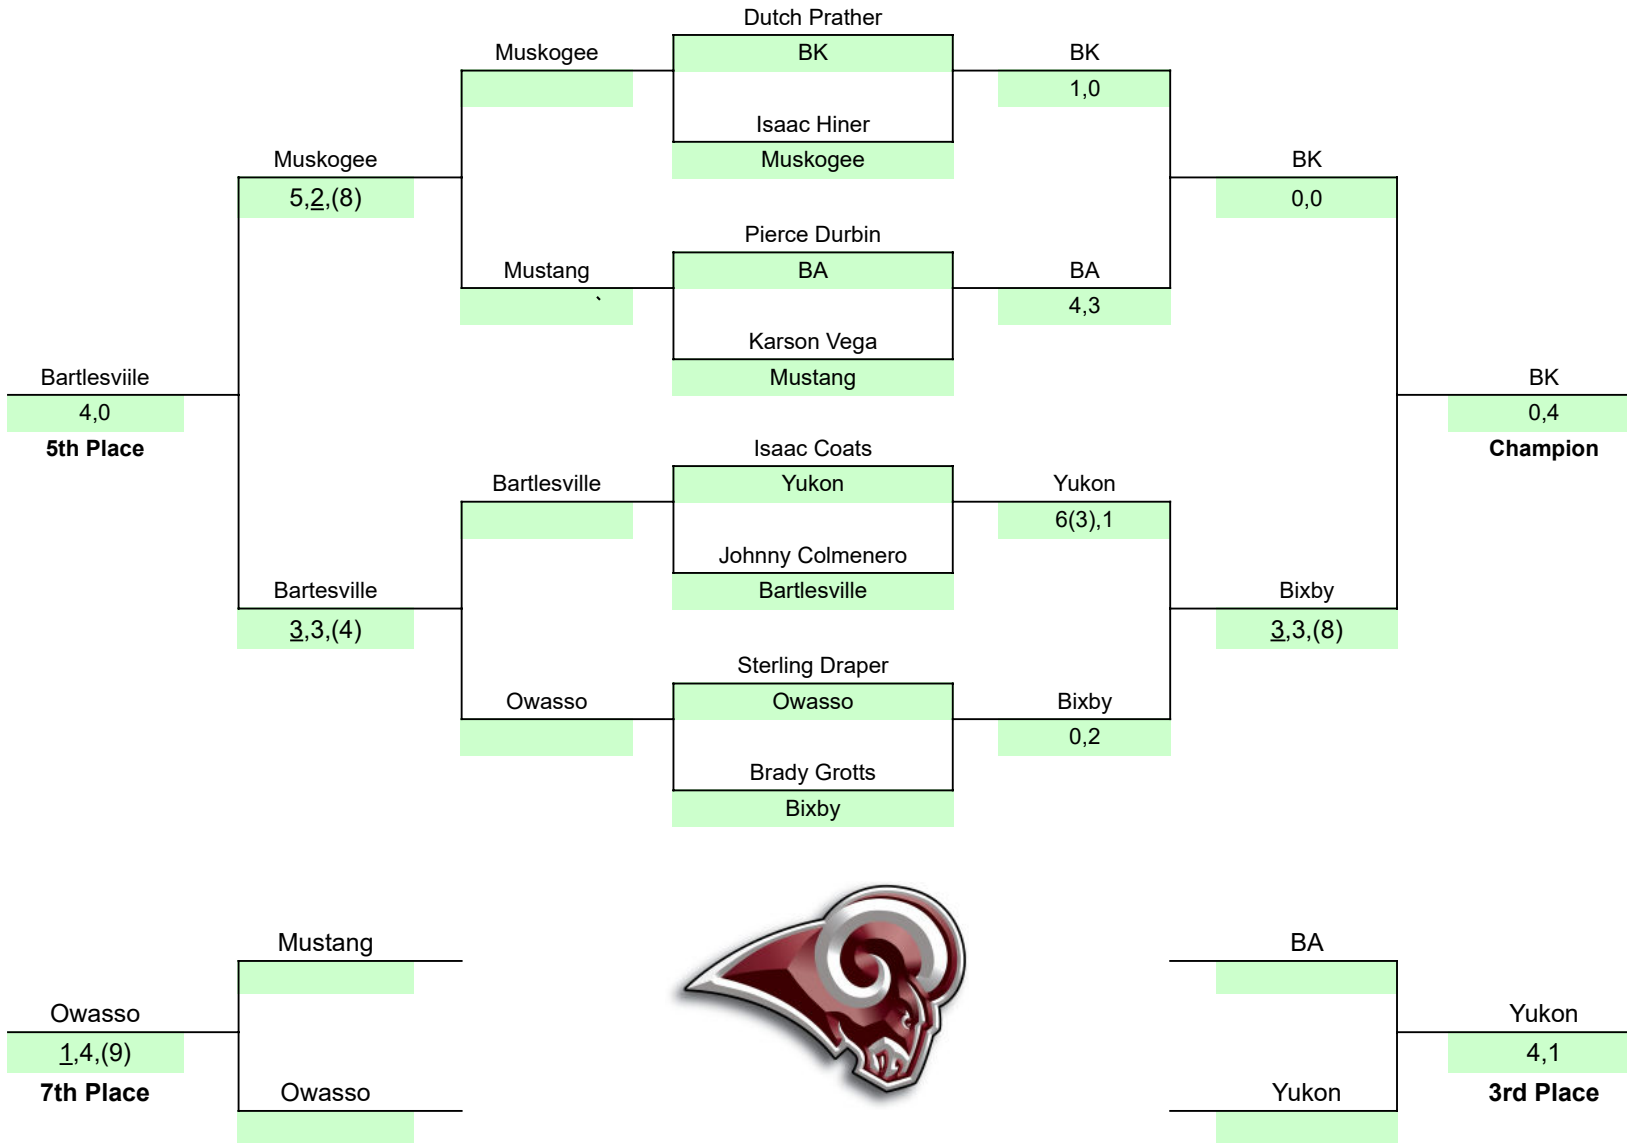 Dutch Prather
Muskogee BK BK
1,0
Isaac Hiner
Muskogee Muskogee BK
5,2,(8) 0,0
Pierce Durbin
Mustang BA BA
` 4,3
Karson Vega
Bartlesviile Mustang BK
4,0 0,4
5th Place Isaac Coats Champion
Bartlesville Yukon Yukon
6(3),1
Johnny Colmenero
Bartesville Bartlesville Bixby
3,3,(4) 3,3,(8)
Sterling Draper
Owasso Owasso Bixby
0,2
Brady Grotts
Bixby
Mustang BA
Owasso Yukon
1,4,(9) 4,1
7th Place Owasso Yukon 3rd Place